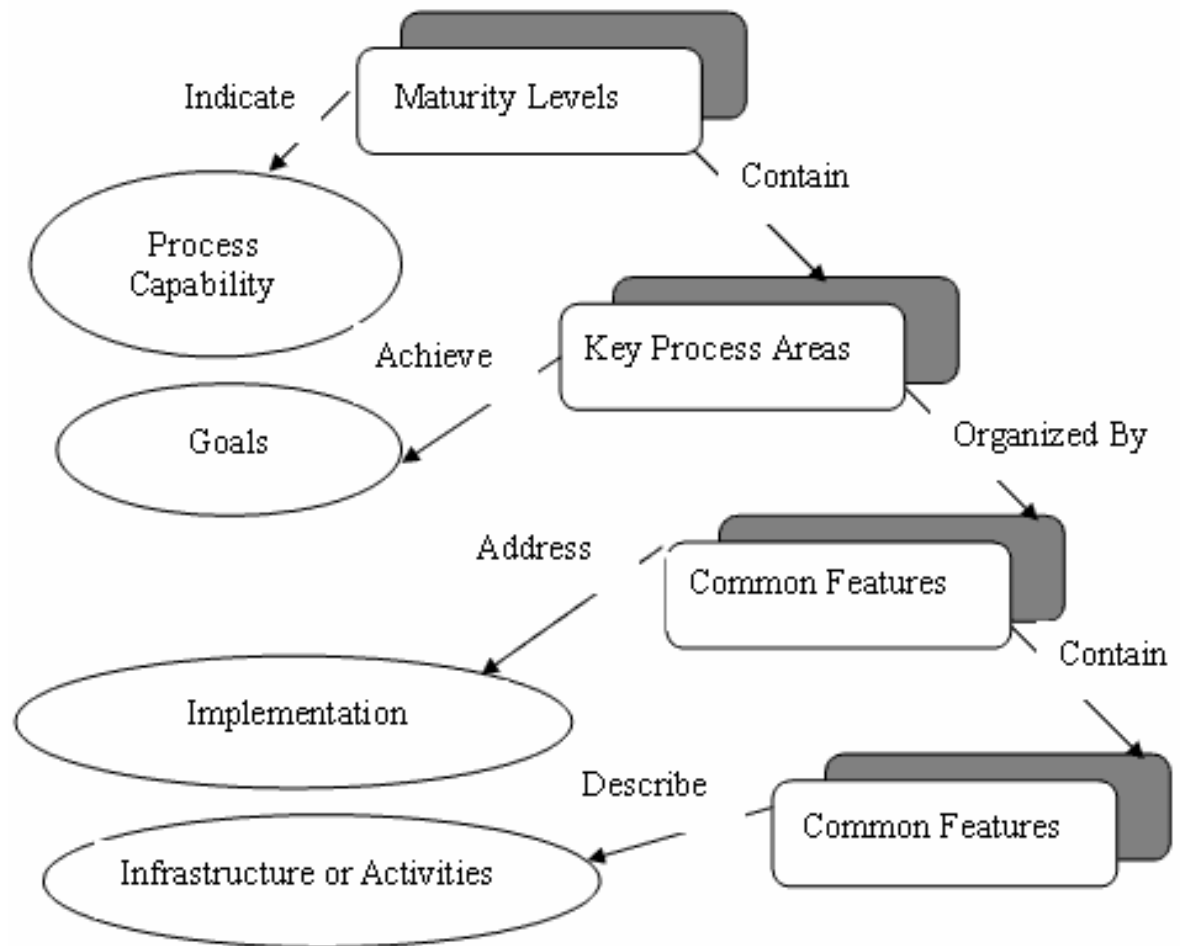 Indicate
Maturity Levels
Contain
Process
Capability
Achieve
Key Process Areas
Goals
Organized By
Address
Common Features
Implementation
Contain
Describe
Common Features
Infrastructure or Activities